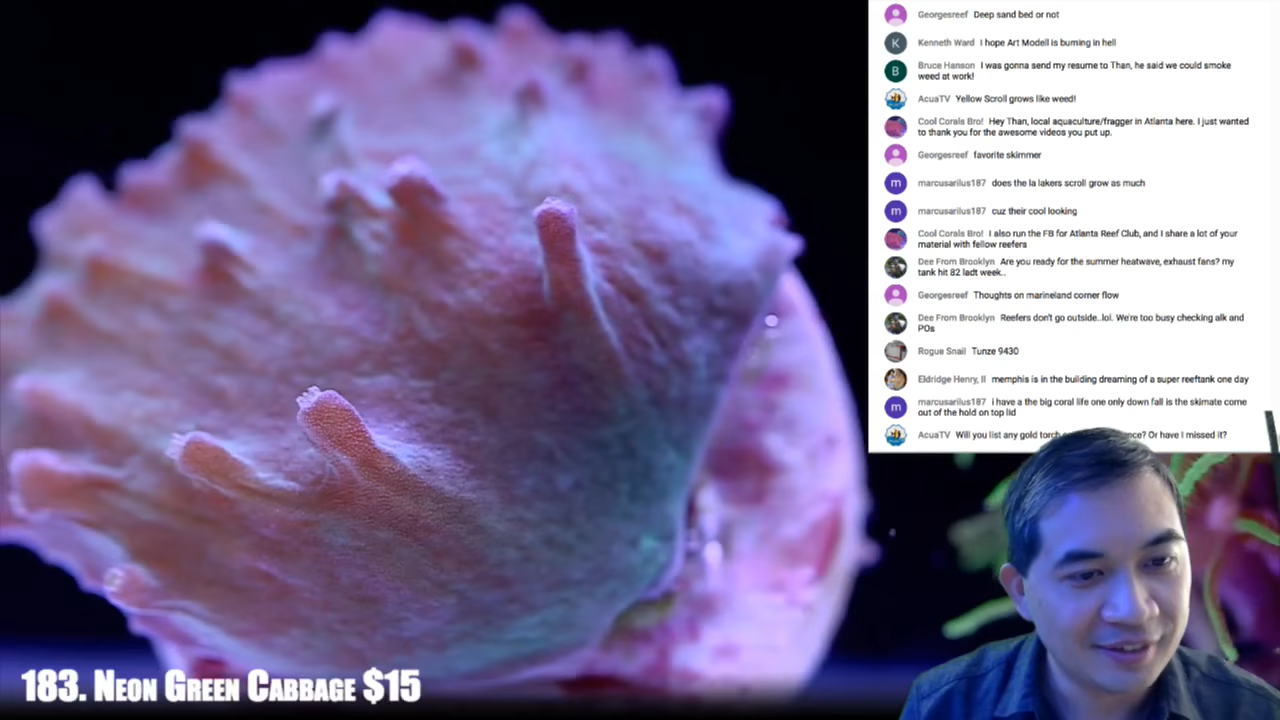 Georgesreef Deep sand bed or not
Kenneth Ward I hope Art Modell is burning in hell
Bruce Hanson I was gonna send my resume to Than, he said we could smoke
weed at work!
AcuaTV Yellow Scroll grows like weed!
Cool Corals Bro! Hey Than, local aquaculture/fragger in Atlanta here. I just wanted
to thank you for the awesome videos you put up.
Georgesreef favorite skimmer
marcusarilus187 does the la lakers scroll grow as much
marcusarilus187 cuz their cool looking
Cool Corals Bro! I also run the FB for Atlanta Reef Club, and I share a lot of your
material with fellow reefers
Dee From Brooklyn Are you ready for the summer heatwave, exhaust fans? my
tank hit 82 ladt week..
Georgesreef Thoughts on marineland corner flow
Dee From Brooklyn Reefers don't go outside..lol. We're too busy checking alk and
POs
Rogue Snail Tunze 9430
Eldridge Henry, II memphis is in the building dreaming of a super reeftank one day
marcusarilus187 i have a the big coral life one only down fall is the skimate come
out of the hold on top lid
AcuaTV Will you list any gold torch Or have I missed it?
183. Neon Green Cabbage $15